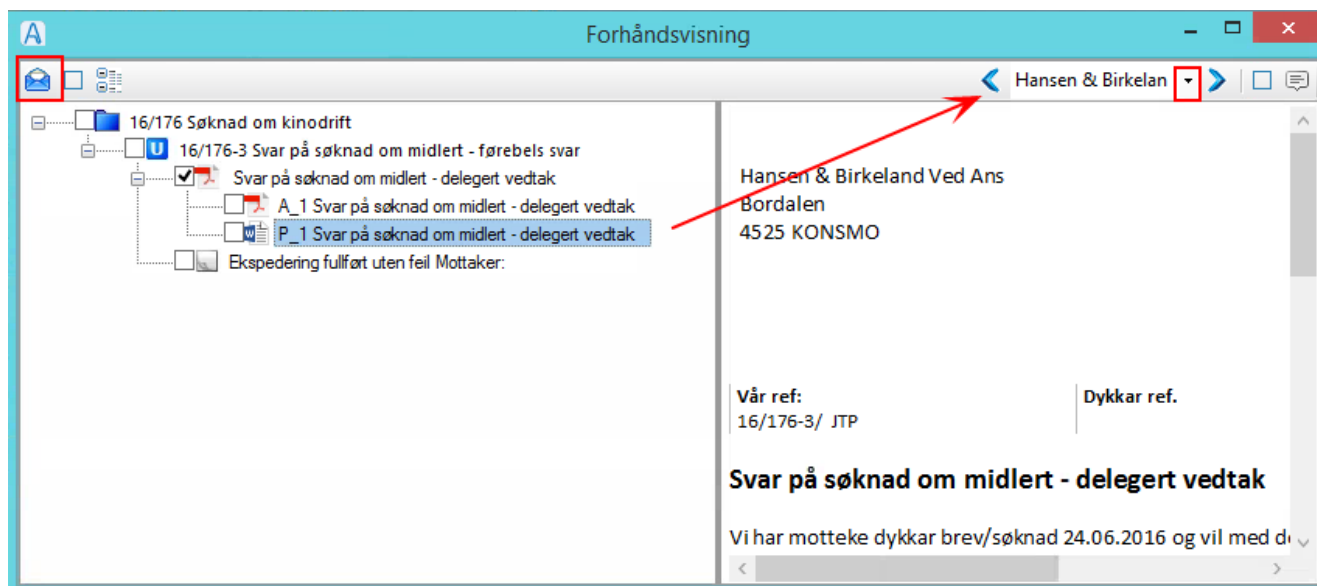 Forhåndsvisning
Hansen & Birkelan
16/176 Søknad om kinodrift
16/176-3 Svar på søknad om midlert - førebels svar
Svar på søknad om midlert - delegert vedtak
A_1 Svar på søknad om midlert - delegert vedtak
P_1 Svar på søknad om midlert - delegert vedtak
Ekspedering fullført uten feil Mottaker:
Hansen & Birkeland Ved Ans
Bordalen
4525 KONSMO
Vår ref: Dykkar ref.
16/176-3/ JTP
Svar på søknad om midlert - delegert vedtak
Vi har motteke dykkar brev/søknad 24.06.2016 og vil med